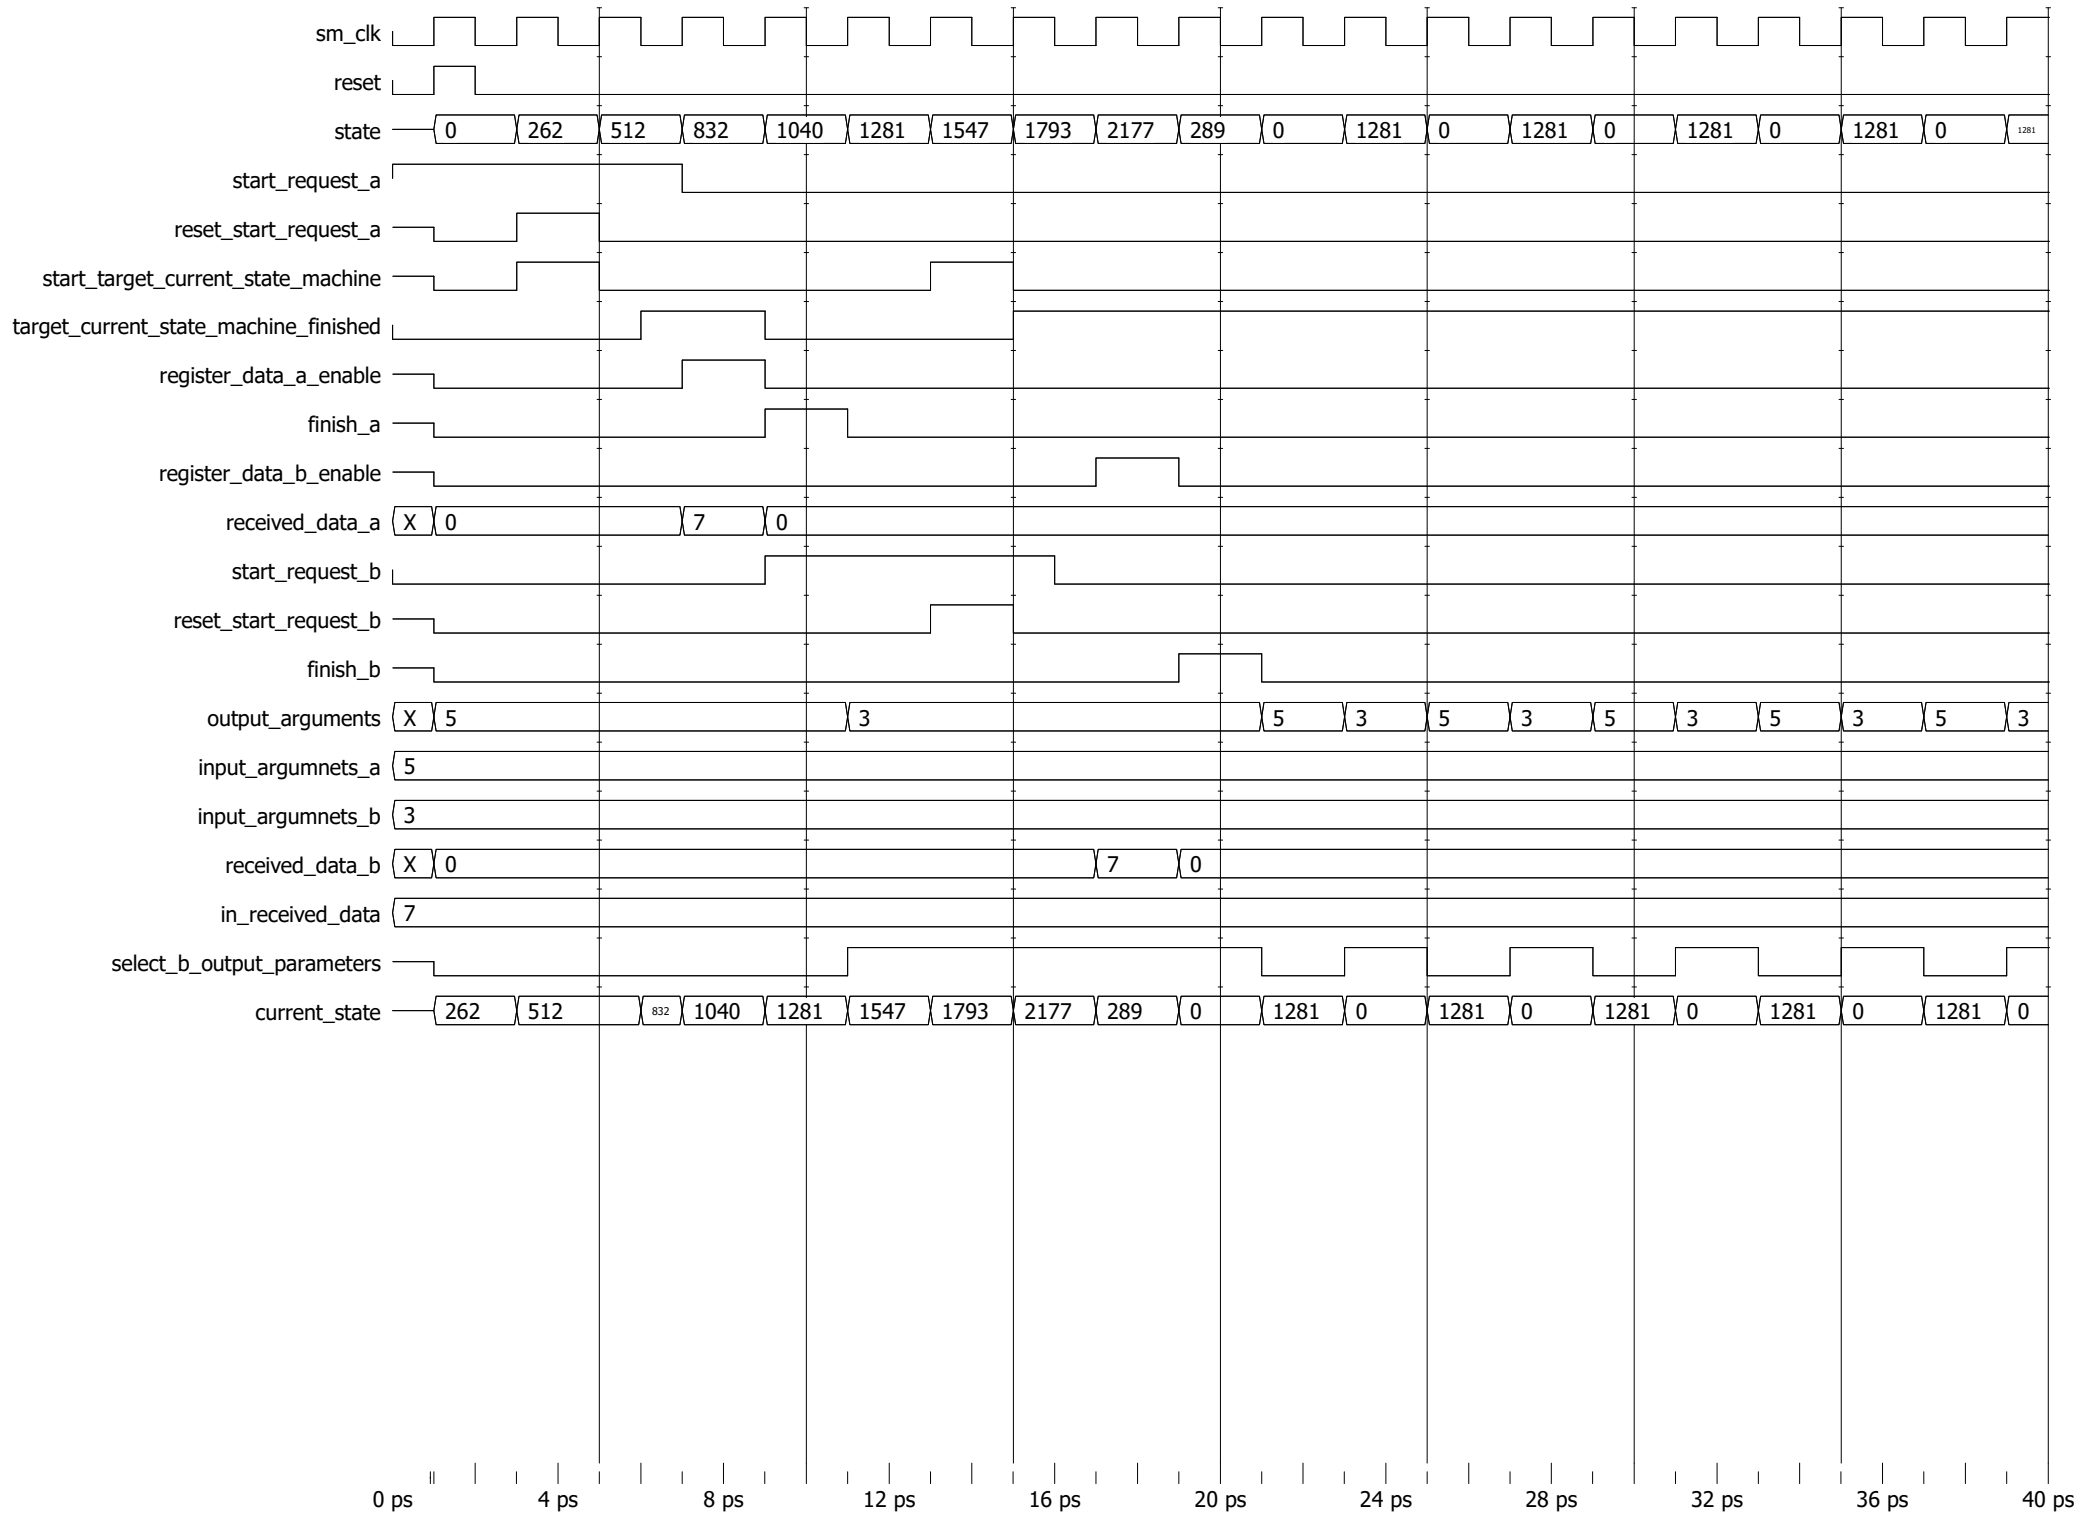 sm_clk
reset
state 0 262 512 832 1040 1281 1547 1793 2177 289 0 1281 0 1281 0 1281 0 1281 0 1281
start_request_a
reset_start_request_a
start_target_current_state_machine
target_current_state_machine_finished
register_data_a_enable
finish_a
register_data_b_enable
received_data_a X 0 7 0
start_request_b
reset_start_request_b
finish_b
output_arguments X 5 3 5 3 5 3 5 3 5 3 5 3
input_argumnets_a 5
input_argumnets_b 3
received_data_b X 0 7 0
in_received_data 7
select_b_output_parameters
current_state 262 512 832 1040 1281 1547 1793 2177 289 0 1281 0 1281 0 1281 0 1281 0 1281 0
0 ps 4 ps 8 ps 12 ps 16 ps 20 ps 24 ps 28 ps 32 ps 36 ps 40 ps